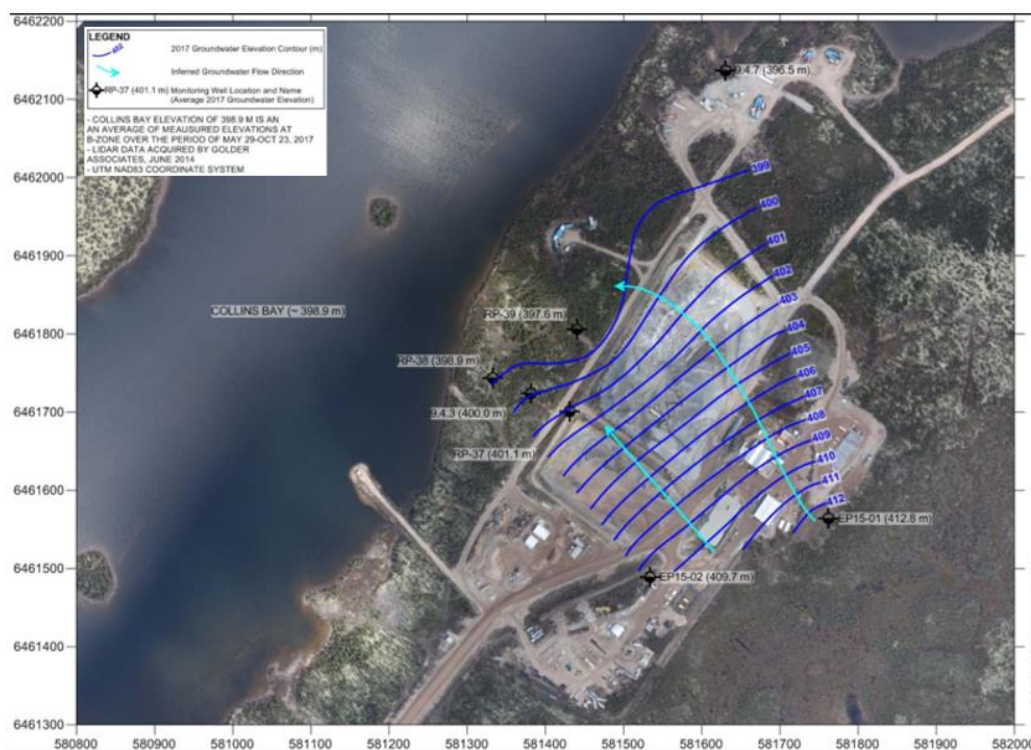 6462200
6462100
6462000
6461900
6461800
6461700
6461600
6461500
6461400
6461300
LEGEND
402
2017 Groundwater Elevation Contour (m)
Inferred Groundwater Flow Direction
RP-37 (401.1 m)
Monitoring Well Location and Name
(Average 2017 Groundwater Elevation)
- COLLINS BAY ELEVATION OF 398.9 M IS AN
AN AVERAGE OF MEAUSURED ELEVATIONS AT
B-ZONE OVER THE PERIOD OF MAY 29-OCT 23, 2017
- LIDAR DATA ACQUIRED BY GOLDER
ASSOCIATES, JUNE 2014
- UTM NAD83 COORDINATE SYSTEM
9.4.7 (396.5 m)
399
400
401
402
403
404
405
406
407
408
409
410
411
412
COLLINS BAY (~ 398.9 m)
RP-39 (397.6 m)
RP-38 (398.9 m)
9.4.3 (400.0 m)
RP-37 (401.1 m)
EP15-01 (412.8 m)
EP15-02 (409.7 m)
580800 580900 581000 581100 581200 581300 581400 581500 581600 581700 581800 581900 582000